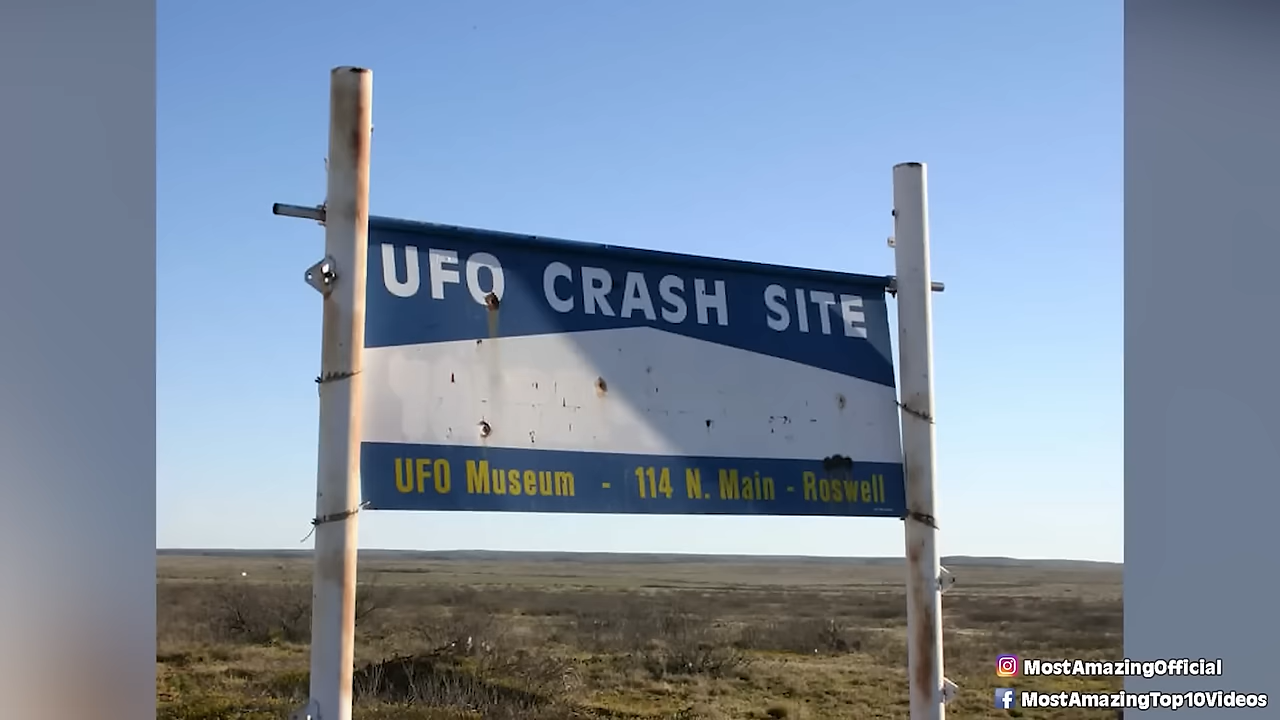 UFO CRASH SITE
UFO Museum - 114 N. Main - Roswell
MostAmazingOfficial
MostAmazingTop10Videos